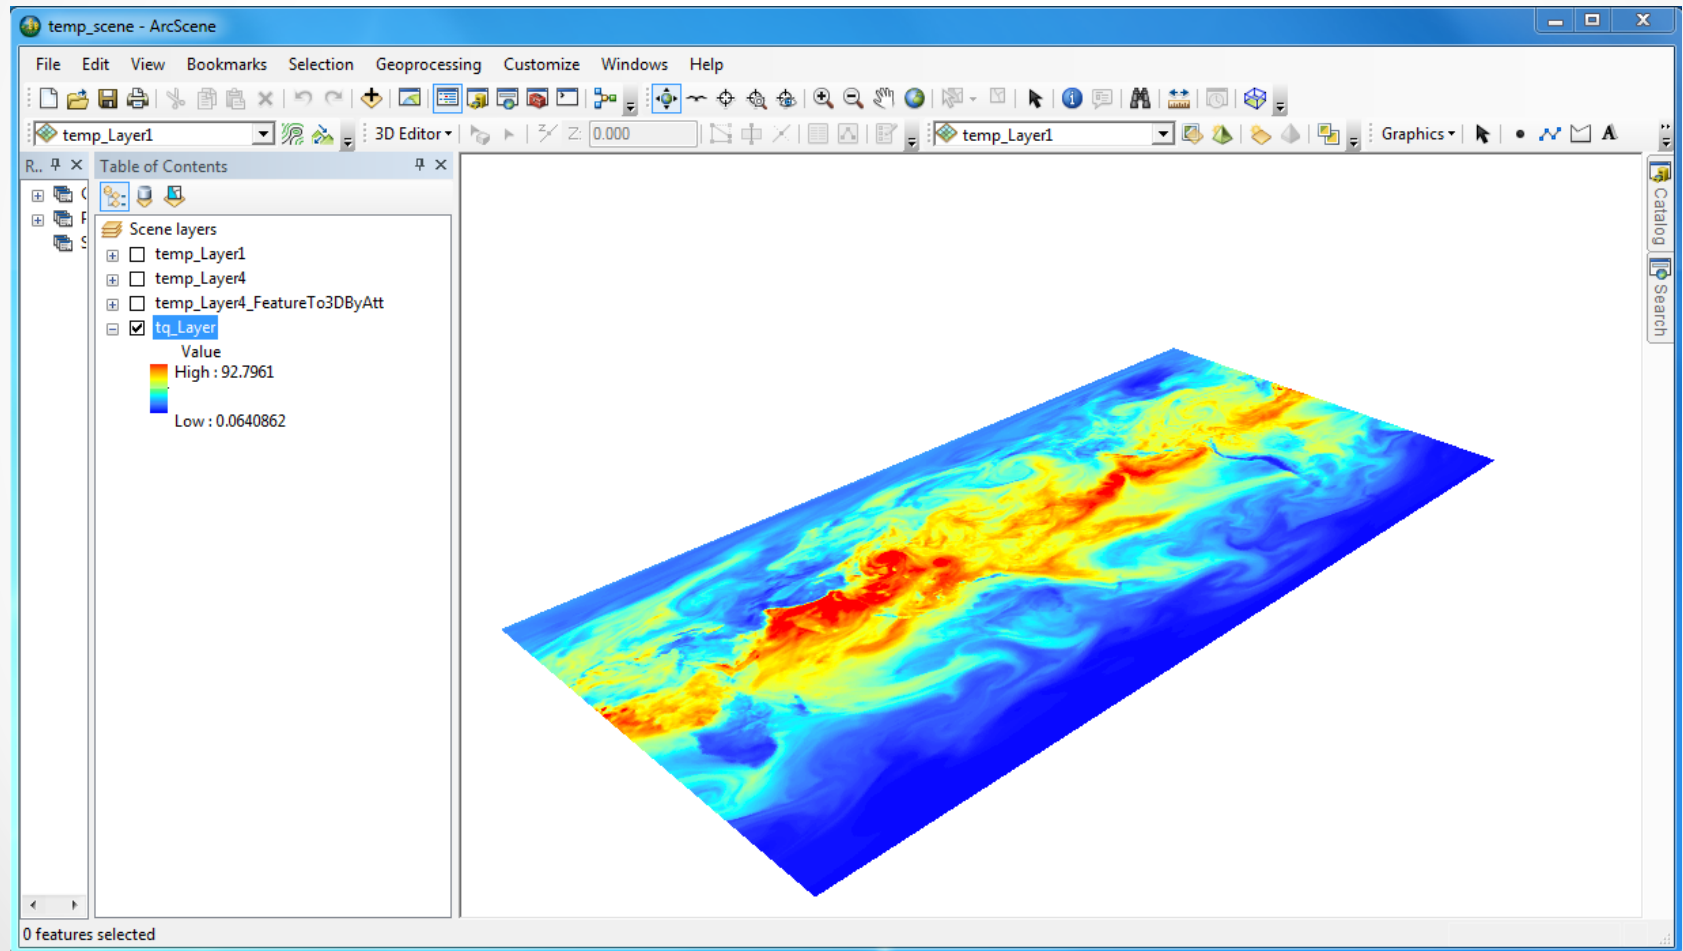 temp_scene - ArcScene
File Edit View Bookmarks Selection Geoprocessing Customize Windows Help
temp_Layer1 3D Editor Z: 0.000 temp_Layer1 Graphics A
R.. Table of Contents
Scene layers
temp_Layer1
temp_Layer4
temp_Layer4_FeatureTo3DByAtt
tq_Layer
Value
High : 92.7961
Low : 0.0640862
Catalog
Search
0 features selected